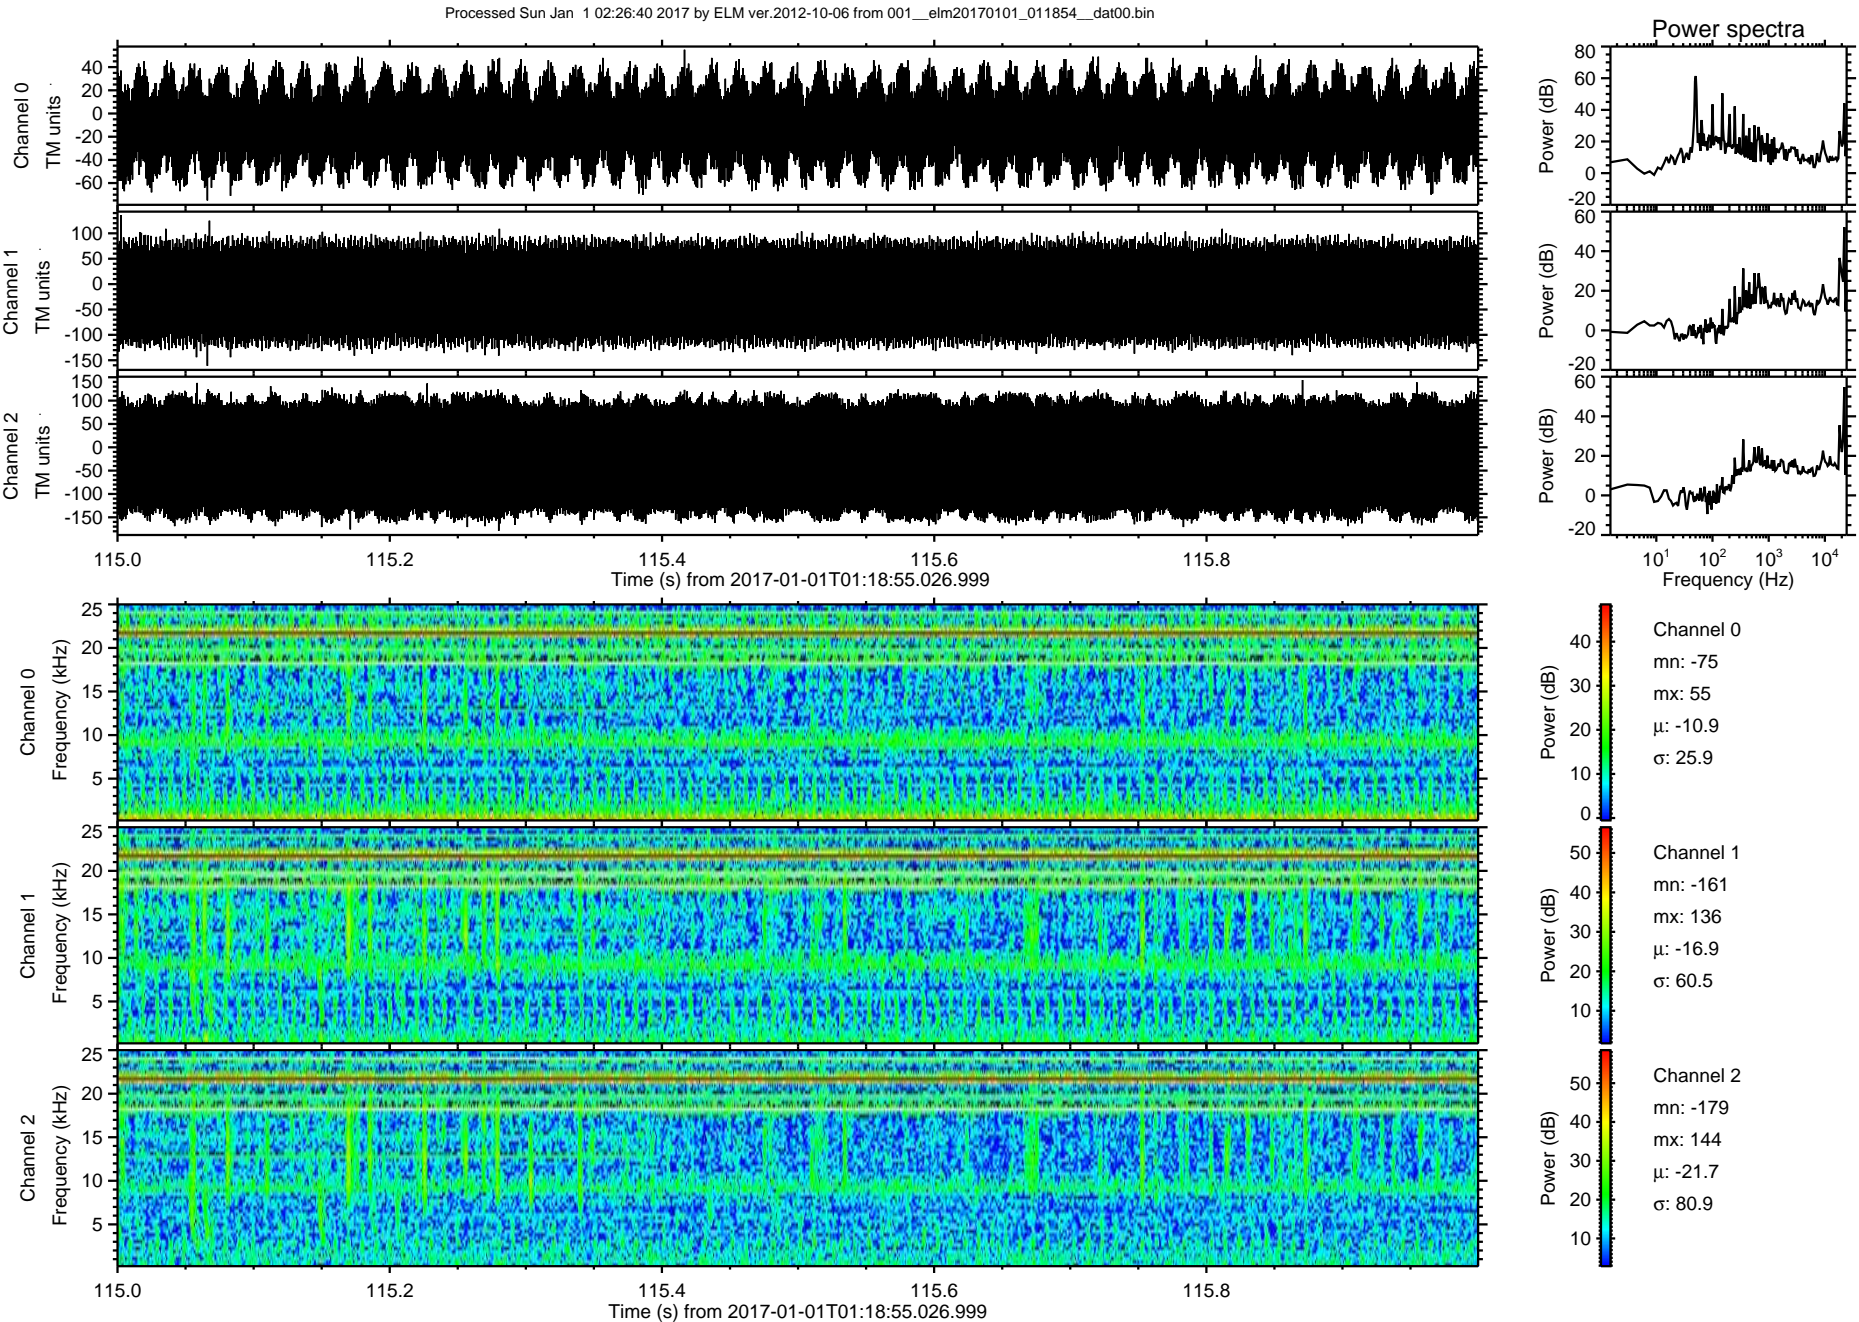 Processed Sun Jan  1 02:26:40 2017 by ELM ver.2012-10-06 from 001__elm20170101_011854__dat00.bin
Power spectra
Channel 0
TM units
40
20
0
-20
-40
-60
Power (dB)
80
60
40
20
0
-20
Channel 1
TM units
100
50
0
-50
-100
-150
Power (dB)
60
40
20
0
-20
Channel 2
TM units
150
100
50
0
-50
-100
-150
Power (dB)
60
40
20
0
-20
115.0
115.2
115.4
115.6
115.8
Time (s) from 2017-01-01T01:18:55.026.999
10^1
10^2
10^3
10^4
Frequency (Hz)
Channel 0
Frequency (kHz)
25
20
15
10
5
Power (dB)
40
30
20
10
0
Channel 0
mn: -75
mx: 55
μ: -10.9
σ: 25.9
Channel 1
Frequency (kHz)
25
20
15
10
5
Power (dB)
50
40
30
20
10
Channel 1
mn: -161
mx: 136
μ: -16.9
σ: 60.5
Channel 2
Frequency (kHz)
25
20
15
10
5
Power (dB)
50
40
30
20
10
Channel 2
mn: -179
mx: 144
μ: -21.7
σ: 80.9
115.0
115.2
115.4
115.6
115.8
Time (s) from 2017-01-01T01:18:55.026.999